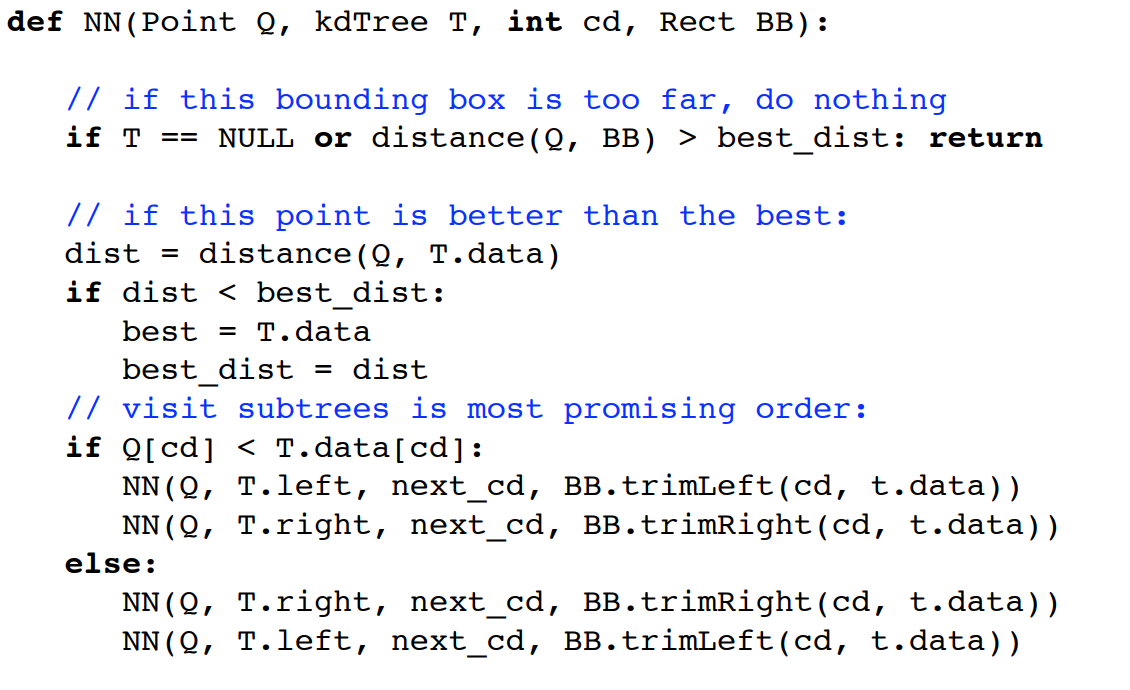 def NN(Point Q, kdTree T, int cd, Rect BB):
// if this bounding box is too far, do nothing
if T == NULL or distance(Q, BB) > best_dist: return
// if this point is better than the best:
dist = distance(Q, T.data)
if dist < best_dist:
best = T.data
best_dist = dist
// visit subtrees is most promising order:
if Q[cd] < T.data[cd]:
NN(Q, T.left, next_cd, BB.trimLeft(cd, t.data))
NN(Q, T.right, next_cd, BB.trimRight(cd, t.data))
else:
NN(Q, T.right, next_cd, BB.trimRight(cd, t.data))
NN(Q, T.left, next_cd, BB.trimLeft(cd, t.data))